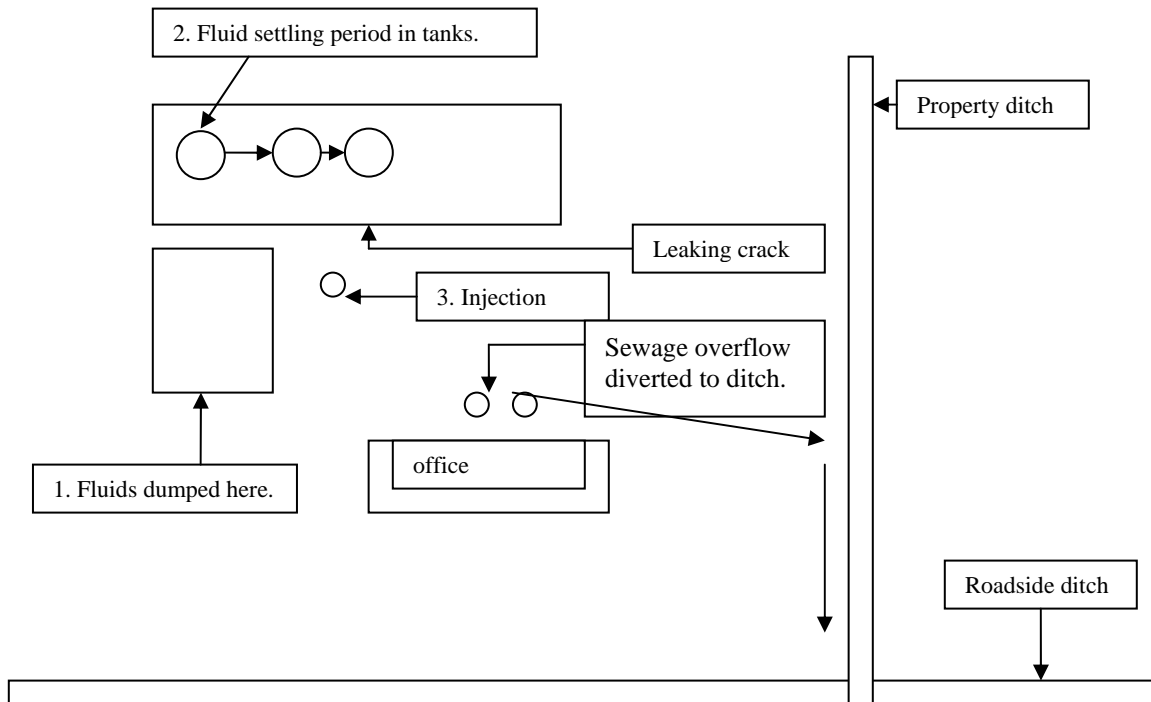 2. Fluid settling period in tanks.
Property ditch
Leaking crack
3. Injection
Sewage overflow
diverted to ditch.
office
1. Fluids dumped here.
Roadside ditch